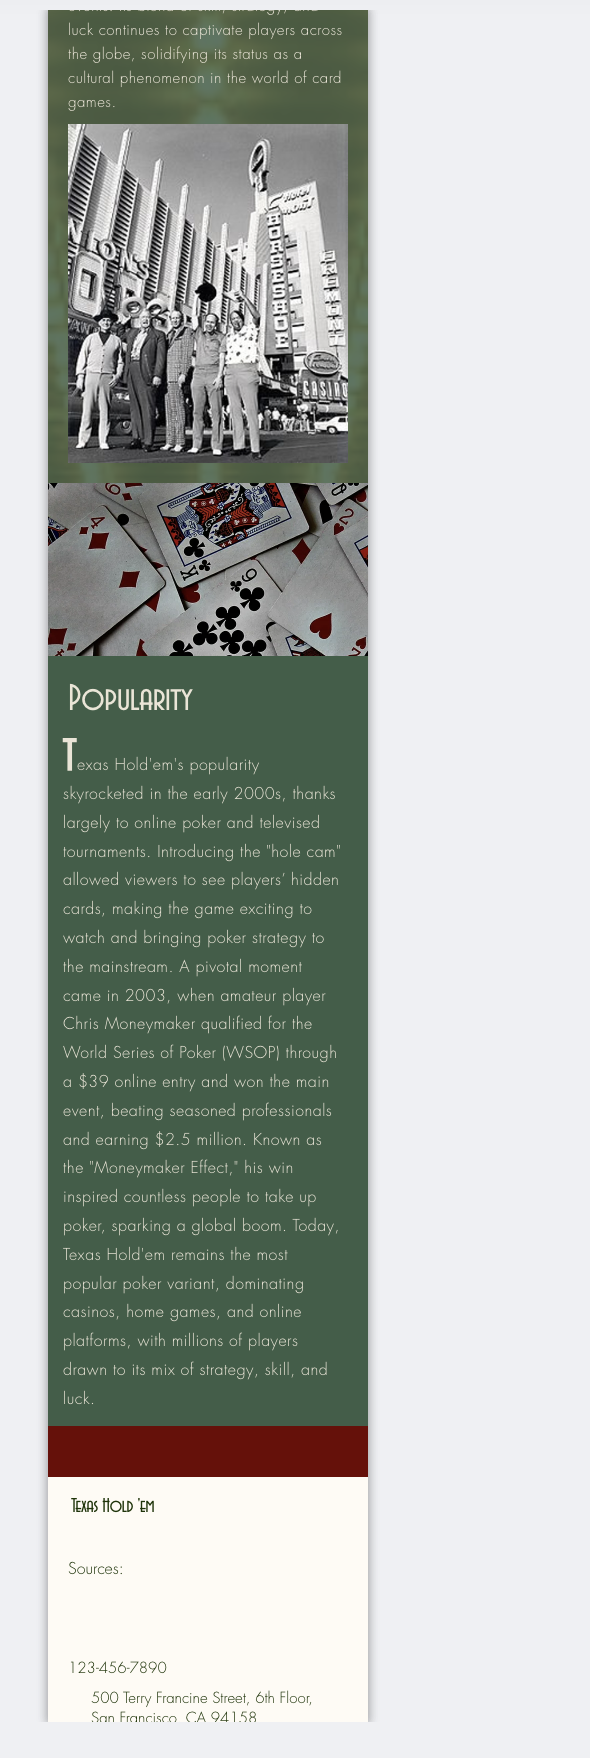 luck continues to captivate players across
the globe, solidifying its status as a
cultural phenomenon in the world of card
games.
HOTEL
HORSESHOE
FREMONT
CASINO
6
4
K
9
2
Popularity
Texas Hold'em's popularity
skyrocketed in the early 2000s, thanks
largely to online poker and televised
tournaments. Introducing the "hole cam"
allowed viewers to see players’ hidden
cards, making the game exciting to
watch and bringing poker strategy to
the mainstream. A pivotal moment
came in 2003, when amateur player
Chris Moneymaker qualified for the
World Series of Poker (WSOP) through
a $39 online entry and won the main
event, beating seasoned professionals
and earning $2.5 million. Known as
the "Moneymaker Effect," his win
inspired countless people to take up
poker, sparking a global boom. Today,
Texas Hold'em remains the most
popular poker variant, dominating
casinos, home games, and online
platforms, with millions of players
drawn to its mix of strategy, skill, and
luck.
Texas Hold 'em
Sources:
123-456-7890
500 Terry Francine Street, 6th Floor,
San Francisco, CA 94158